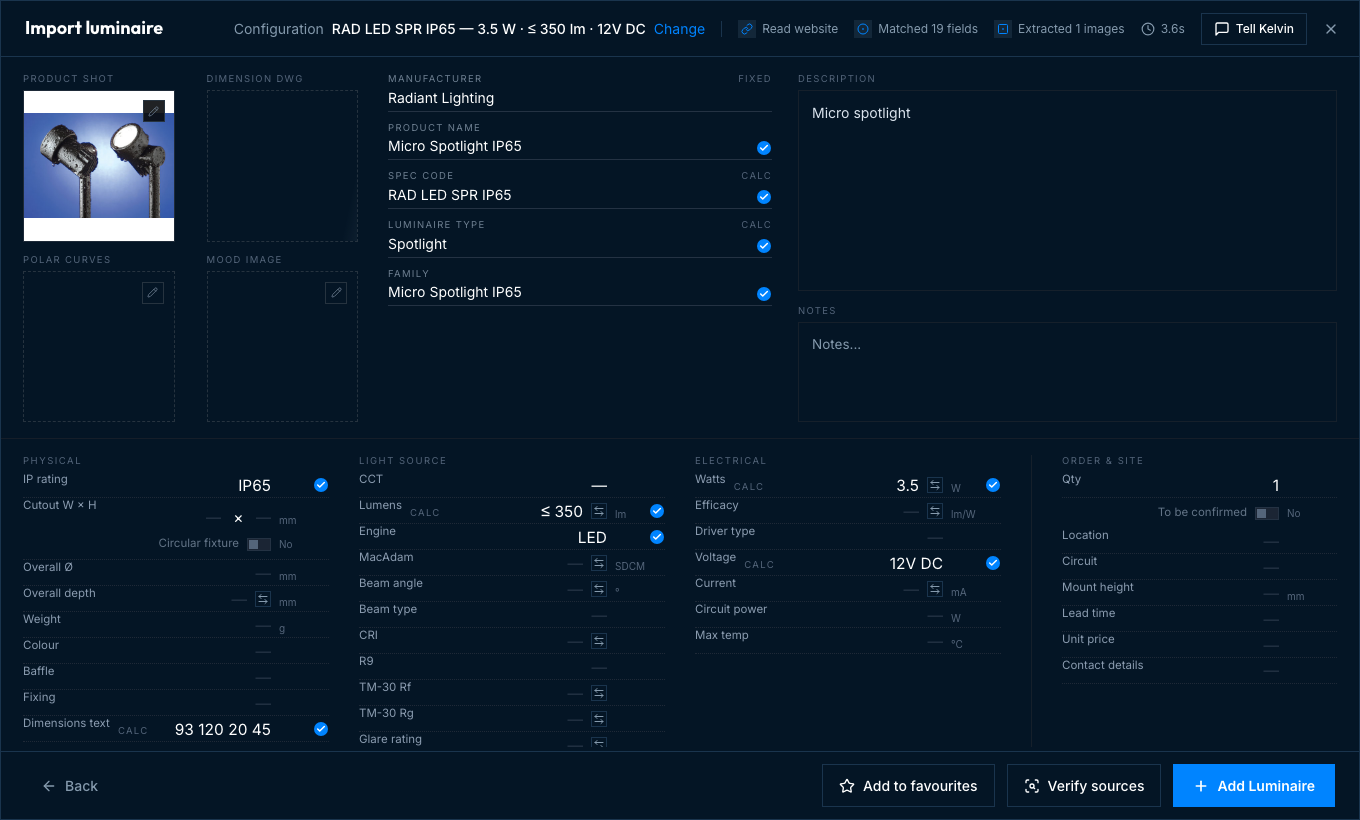 Import luminaire
Configuration RAD LED SPR IP65 — 3.5 W · ≤ 350 lm · 12V DC Change
Read website
Matched 19 fields
Extracted 1 images
3.6s
Tell Kelvin
PRODUCT SHOT
DIMENSION DWG
POLAR CURVES
MOOD IMAGE
MANUFACTURER FIXED
Radiant Lighting
PRODUCT NAME
Micro Spotlight IP65
SPEC CODE CALC
RAD LED SPR IP65
LUMINAIRE TYPE CALC
Spotlight
FAMILY
Micro Spotlight IP65
DESCRIPTION
Micro spotlight
NOTES
Notes...
PHYSICAL
IP rating IP65
Cutout W × H
— × — mm
Circular fixture No
Overall Ø — mm
Overall depth — mm
Weight — g
Colour —
Baffle —
Fixing —
Dimensions text CALC 93 120 20 45
LIGHT SOURCE
CCT —
Lumens CALC ≤ 350 lm
Engine LED
MacAdam — SDCM
Beam angle — °
Beam type —
CRI —
R9 —
TM-30 Rf —
TM-30 Rg —
Glare rating —
ELECTRICAL
Watts CALC 3.5 W
Efficacy — lm/W
Driver type —
Voltage CALC 12V DC
Current — mA
Circuit power — W
Max temp — °C
ORDER & SITE
Qty 1
To be confirmed No
Location —
Circuit —
Mount height — mm
Lead time —
Unit price —
Contact details —
Back
Add to favourites
Verify sources
Add Luminaire